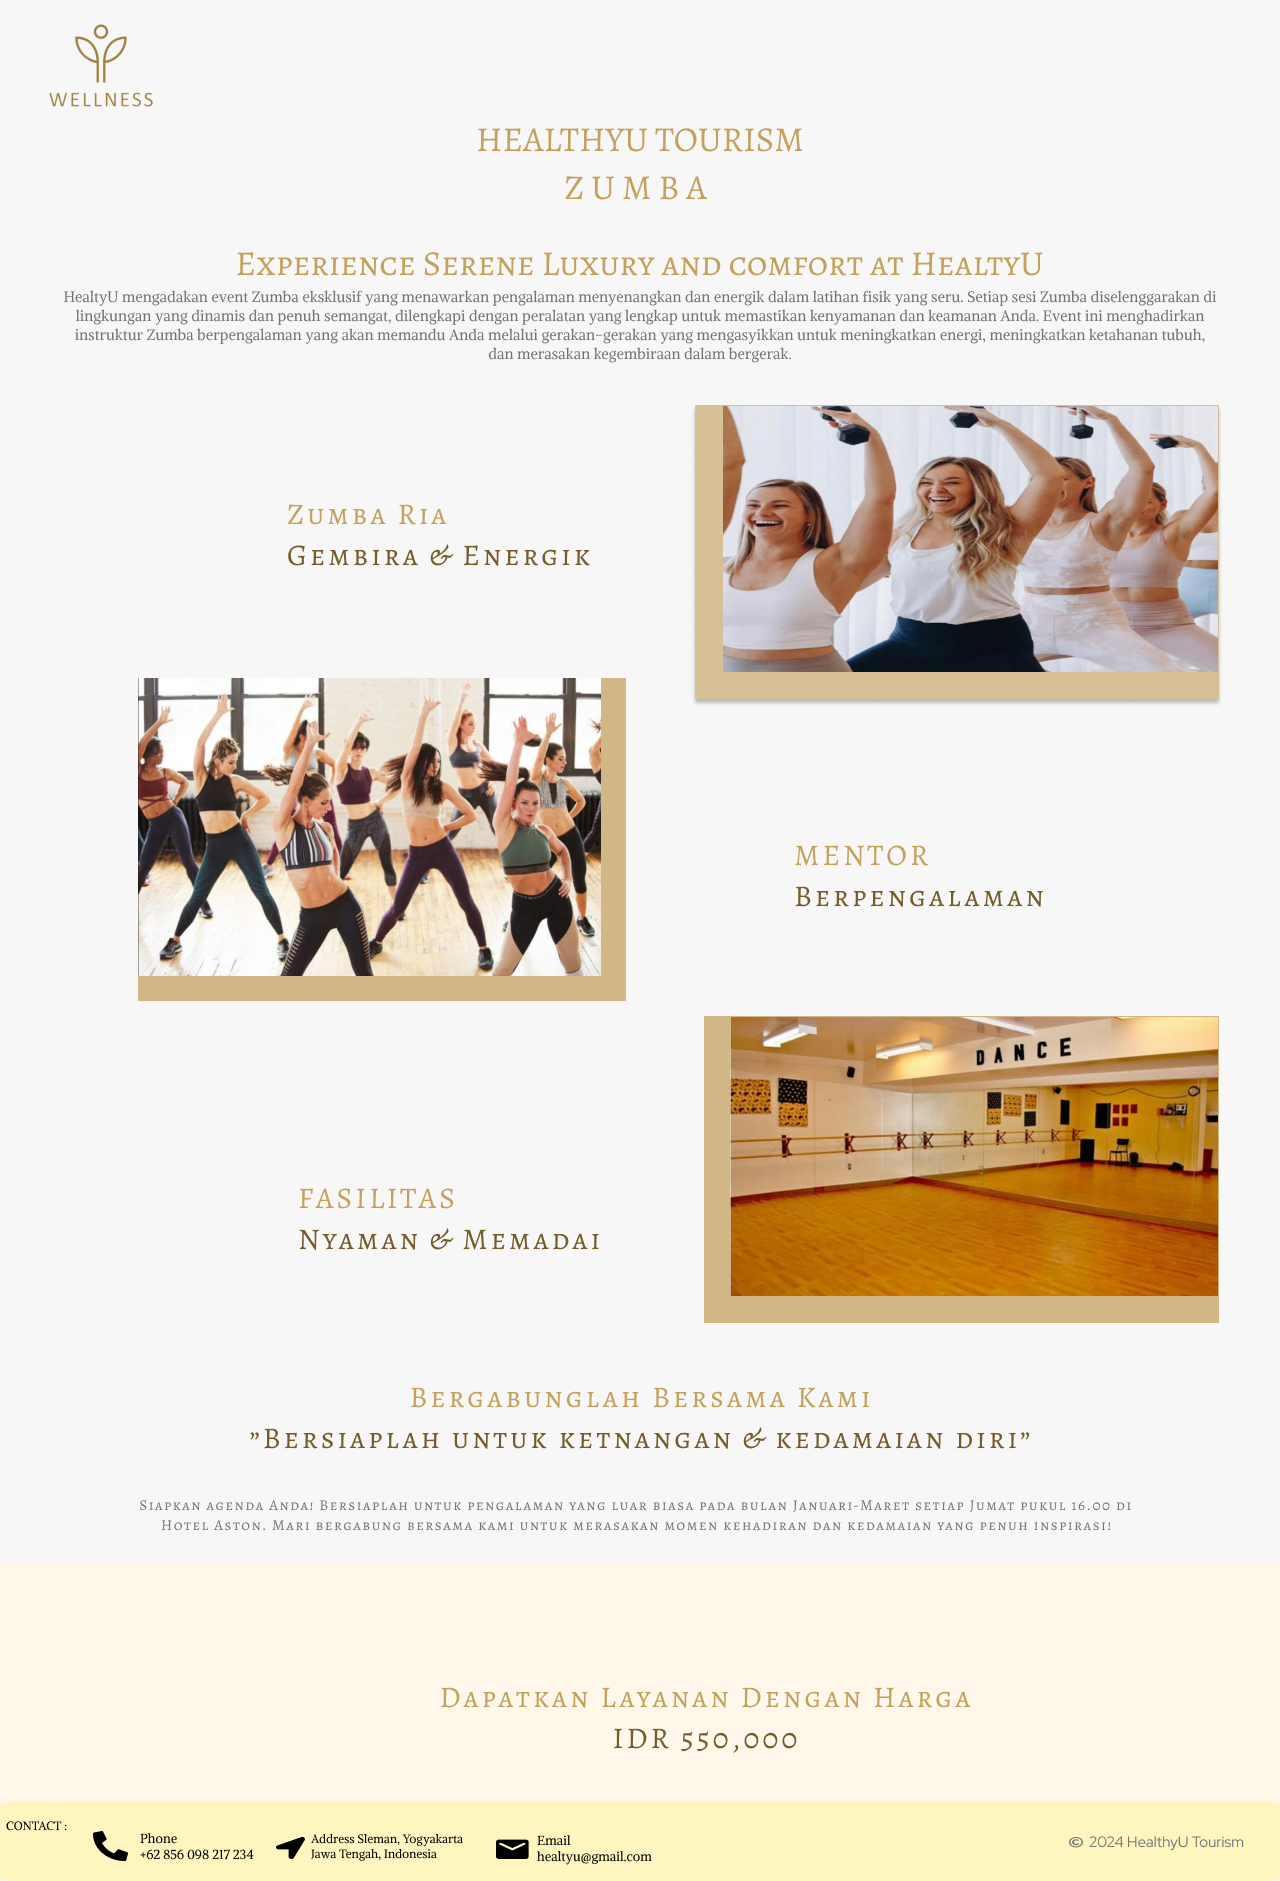 WELLNESS
HEALTHYU TOURISM
ZUMBA
Experience Serene Luxury and comfort at HealtyU
HealtyU mengadakan event Zumba eksklusif yang menawarkan pengalaman menyenangkan dan energik dalam latihan fisik yang seru. Setiap sesi Zumba diselenggarakan di
lingkungan yang dinamis dan penuh semangat, dilengkapi dengan peralatan yang lengkap untuk memastikan kenyamanan dan keamanan Anda. Event ini menghadirkan
instruktur Zumba berpengalaman yang akan memandu Anda melalui gerakan-gerakan yang mengasyikkan untuk meningkatkan energi, meningkatkan ketahanan tubuh,
dan merasakan kegembiraan dalam bergerak.
Zumba Ria
Gembira & Energik
MENTOR
Berpengalaman
DANCE
FASILITAS
Nyaman & Memadai
Bergabunglah Bersama Kami
”Bersiaplah untuk ketnangan & kedamaian diri”
Siapkan agenda Anda! Bersiaplah untuk pengalaman yang luar biasa pada bulan Januari-Maret setiap Jumat pukul 16.00 di
Hotel Aston. Mari bergabung bersama kami untuk merasakan momen kehadiran dan kedamaian yang penuh inspirasi!
Dapatkan Layanan Dengan Harga
IDR 550,000
CONTACT :
Phone
+62 856 098 217 234
Address Sleman, Yogyakarta
Jawa Tengah, Indonesia
Email
healtyu@gmail.com
© 2024 HealthyU Tourism